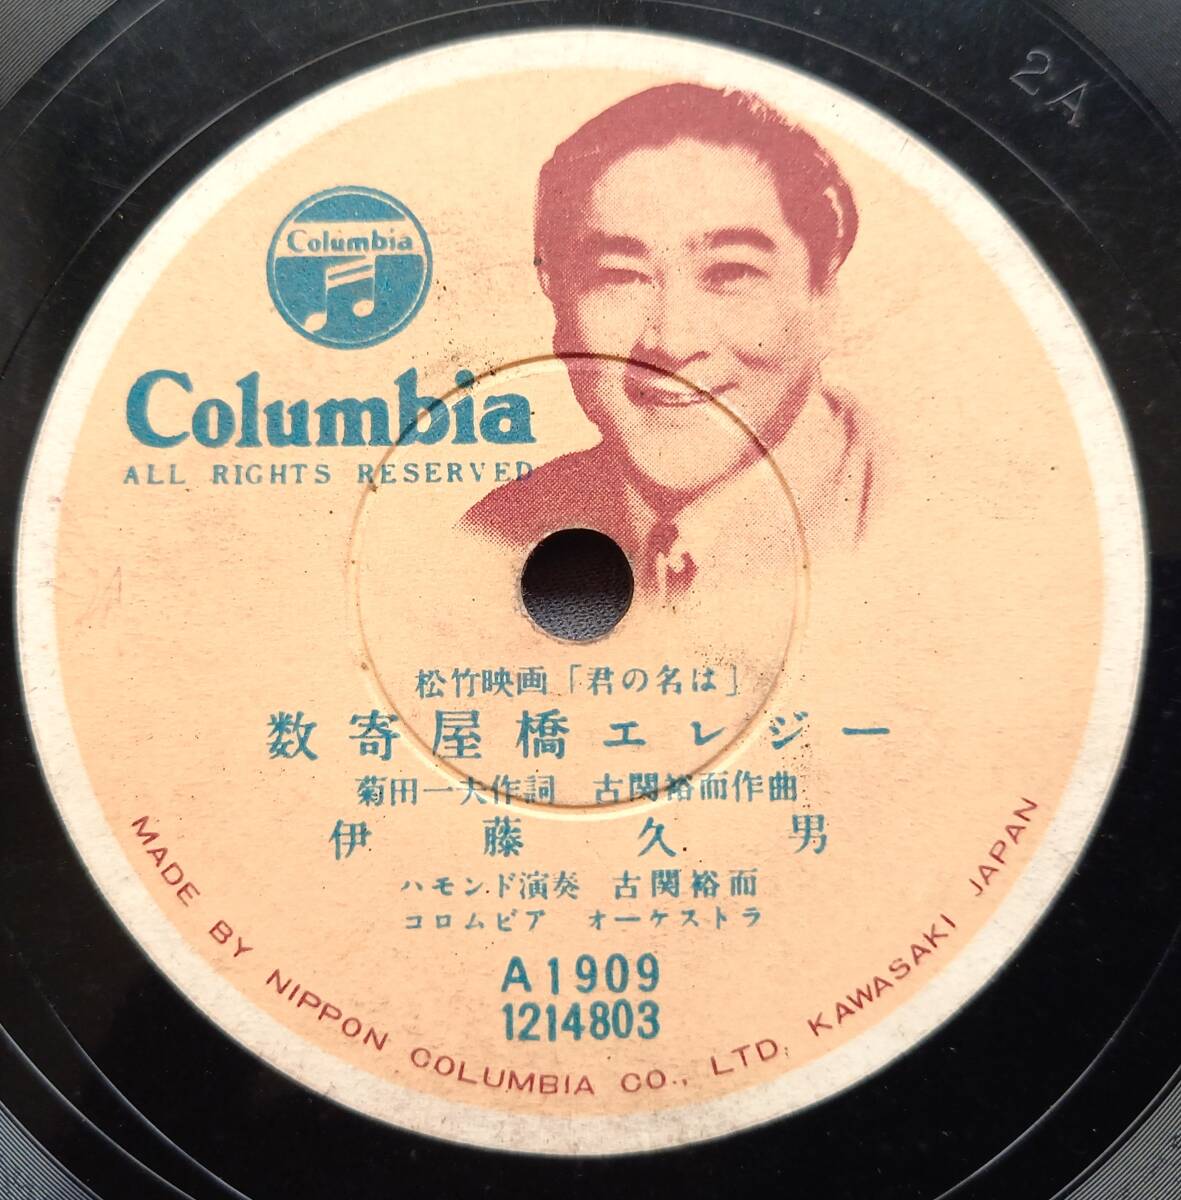 2A
Columbia
Columbia
ALL RIGHTS RESERVED
松竹映画「君の名は」
数寄屋橋エレジー
菊田一夫作詞 古関裕而作曲
伊藤久男
ハモンド演奏 古関裕而
コロムビア オーケストラ
A1909
1214803
MADE BY NIPPON COLUMBIA CO., LTD. KAWASAKI JAPAN